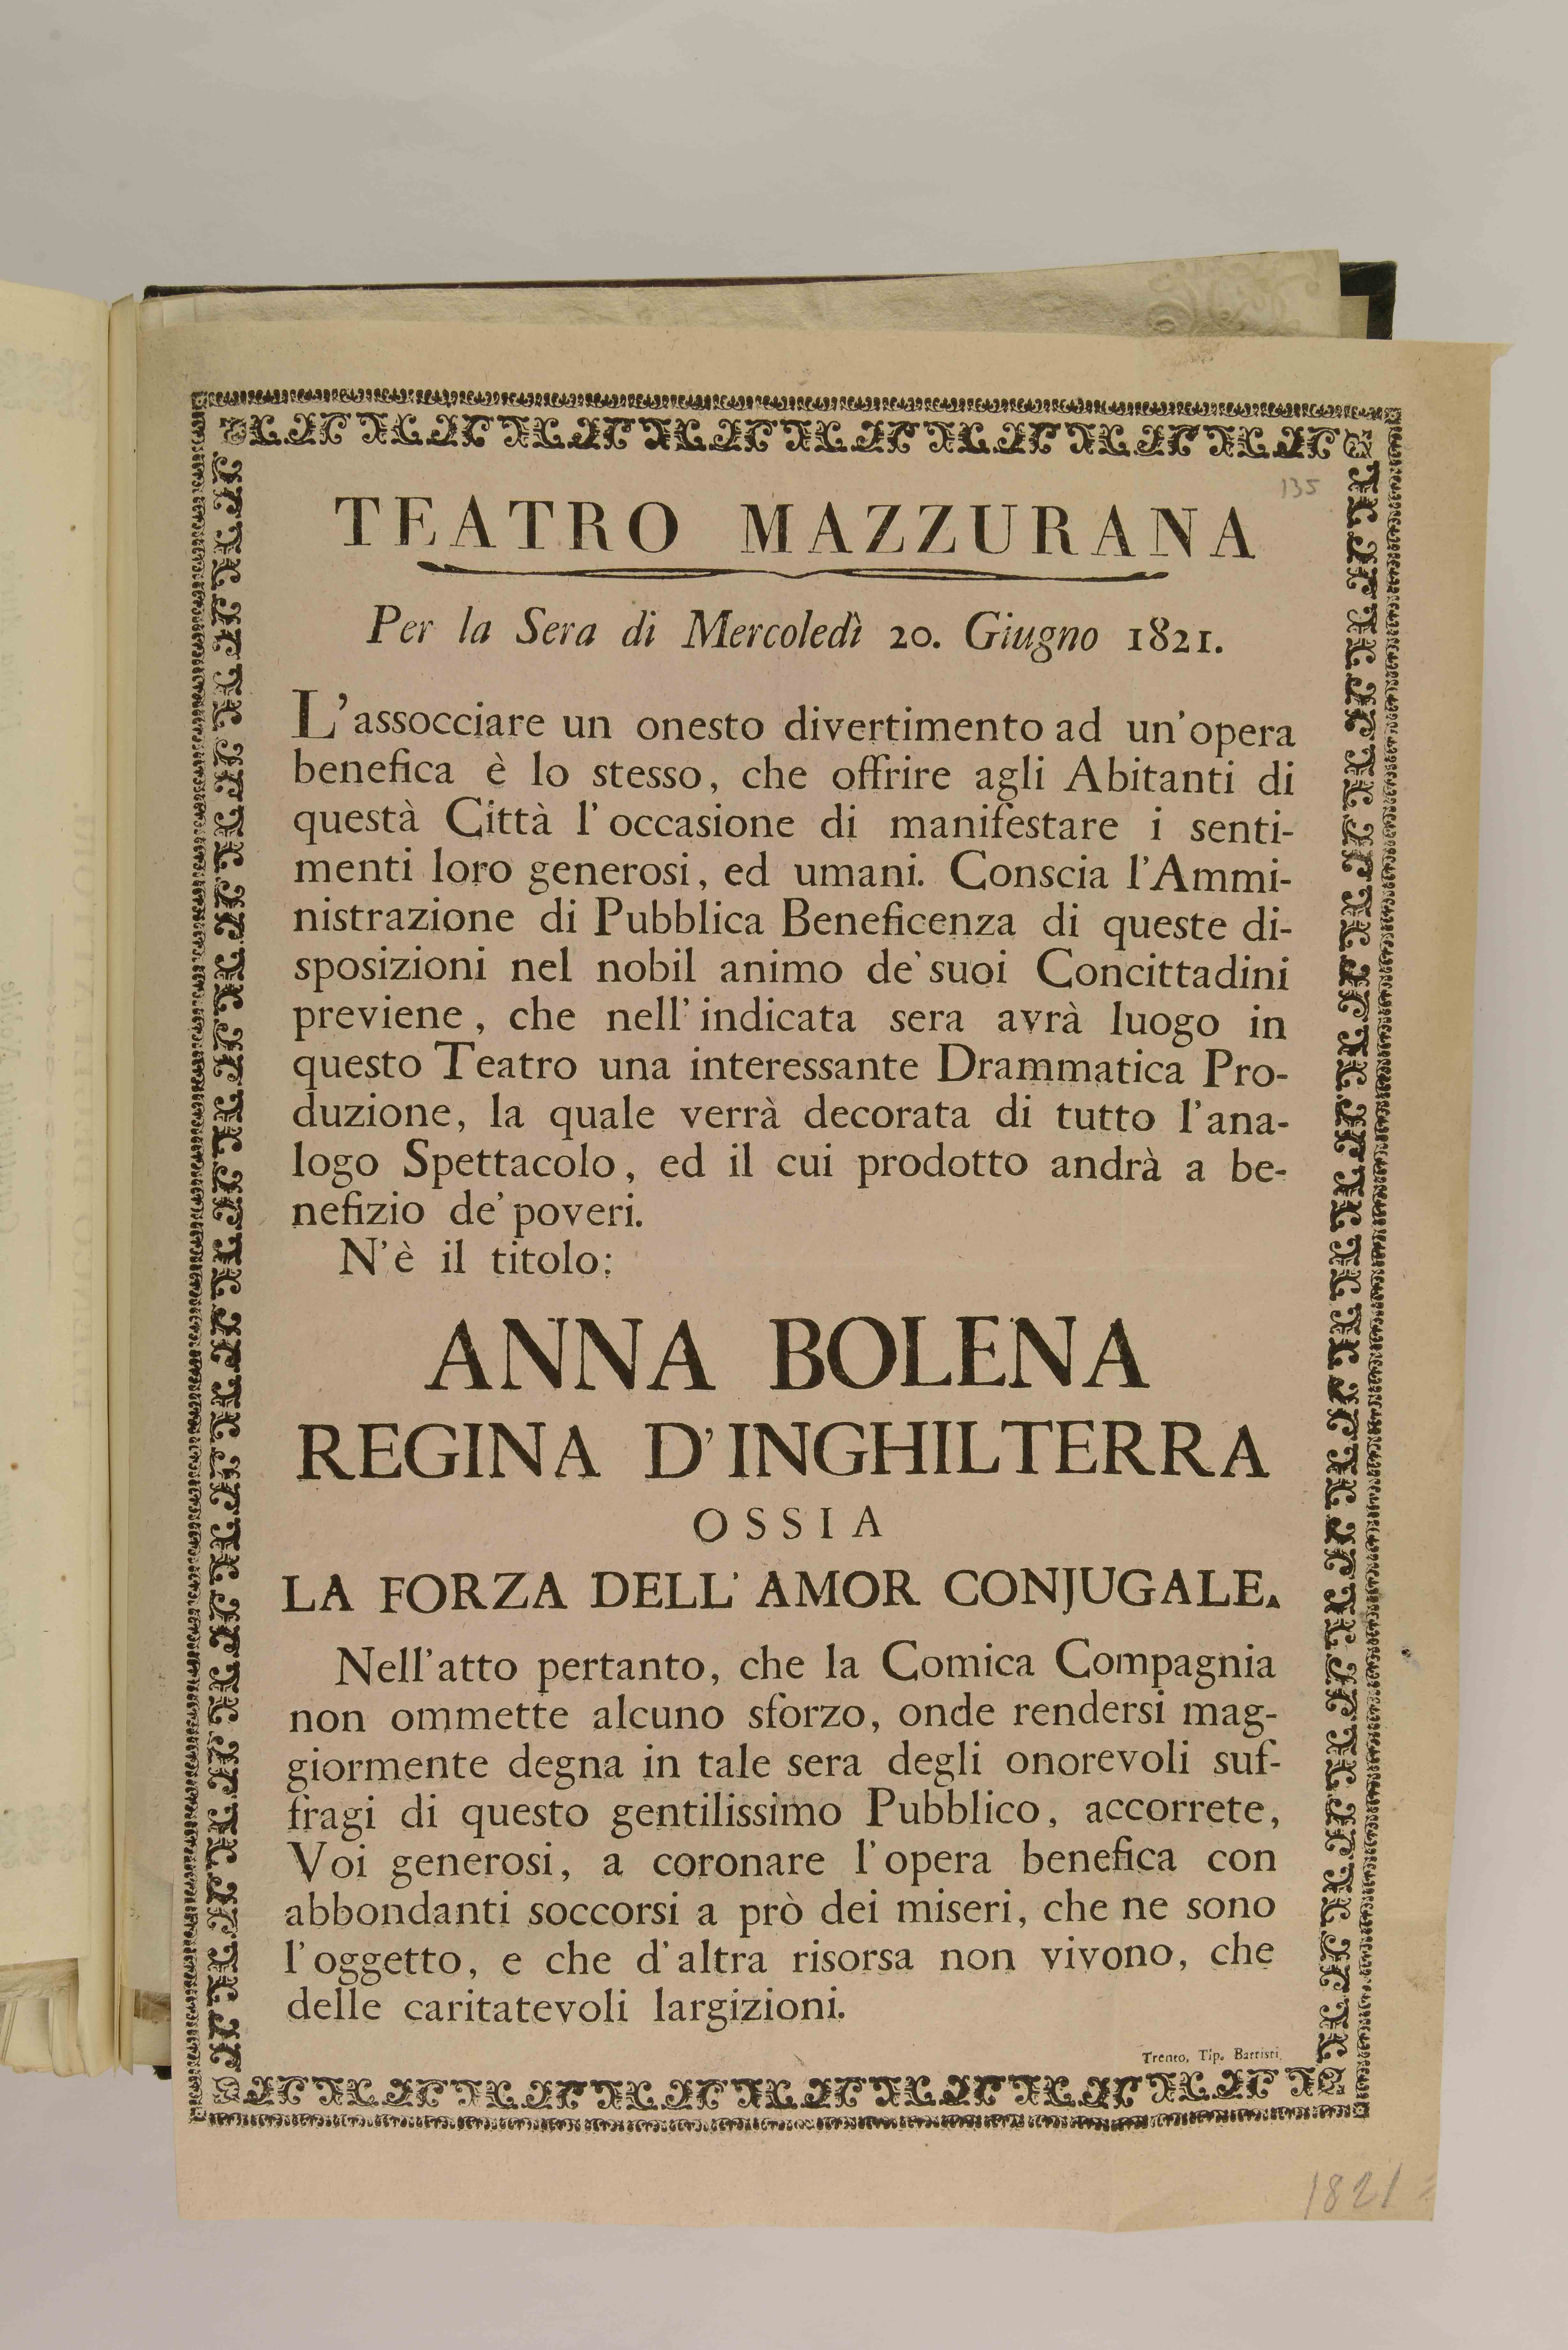 135
TEATRO MAZZURANA
Per la Sera di Mercoledì 20. Giugno 1821.
L'assocciare un onesto divertimento ad un'opera
benefica è lo stesso, che offrire agli Abitanti di
questà Città l'occasione di manifestare i senti-
menti loro generosi, ed umani. Conscia l'Ammi-
nistrazione di Pubblica Beneficenza di queste di-
sposizioni nel nobil animo de'suoi Concittadini
previene, che nell'indicata sera avrà luogo in
questo Teatro una interessante Drammatica Pro-
duzione, la quale verrà decorata di tutto l'ana-
logo Spettacolo, ed il cui prodotto andrà a be-
nefizio de'poveri.
N'è il titolo:
ANNA BOLENA
REGINA D'INGHILTERRA
OSSIA
LA FORZA DELL'AMOR CONJUGALE.
Nell'atto pertanto, che la Comica Compagnia
non ommette alcuno sforzo, onde rendersi mag-
giormente degna in tale sera degli onorevoli suf-
fragi di questo gentilissimo Pubblico, accorrete,
Voi generosi, a coronare l'opera benefica con
abbondanti soccorsi a prò dei miseri, che ne sono
l'oggetto, e che d'altra risorsa non vivono, che
delle caritatevoli largizioni.
Trento, Tip. Battisti
1821